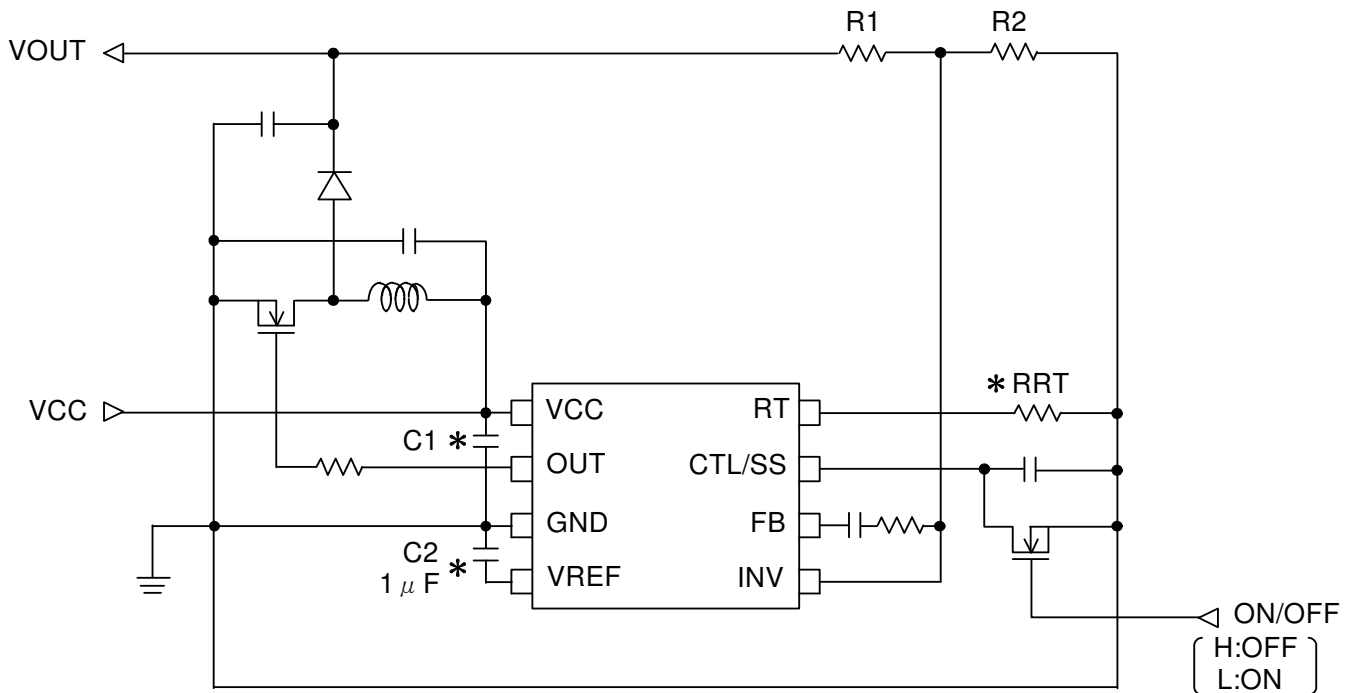 R1
R2
VOUT
* RRT
VCC
VCC
RT
C1 *
OUT
CTL/SS
GND
FB
C2
1 μ F *
VREF
INV
ON/OFF
H:OFF
L:ON